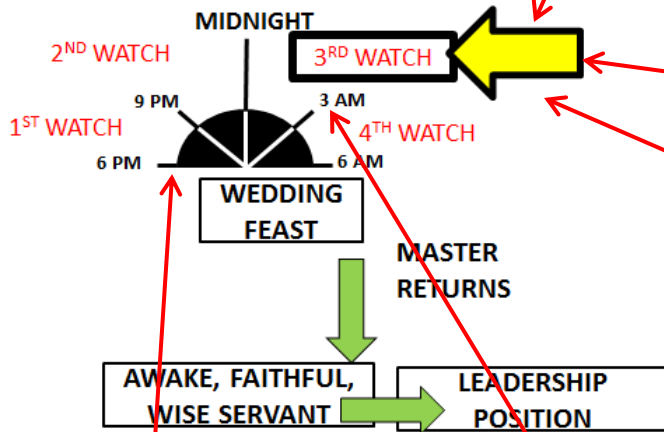 MIDNIGHT
2ND WATCH
3RD WATCH
9 PM
3 AM
1ST WATCH
4TH WATCH
6 PM
6 AM
WEDDING
FEAST
MASTER
RETURNS
AWAKE, FAITHFUL,
WISE SERVANT
LEADERSHIP
POSITION